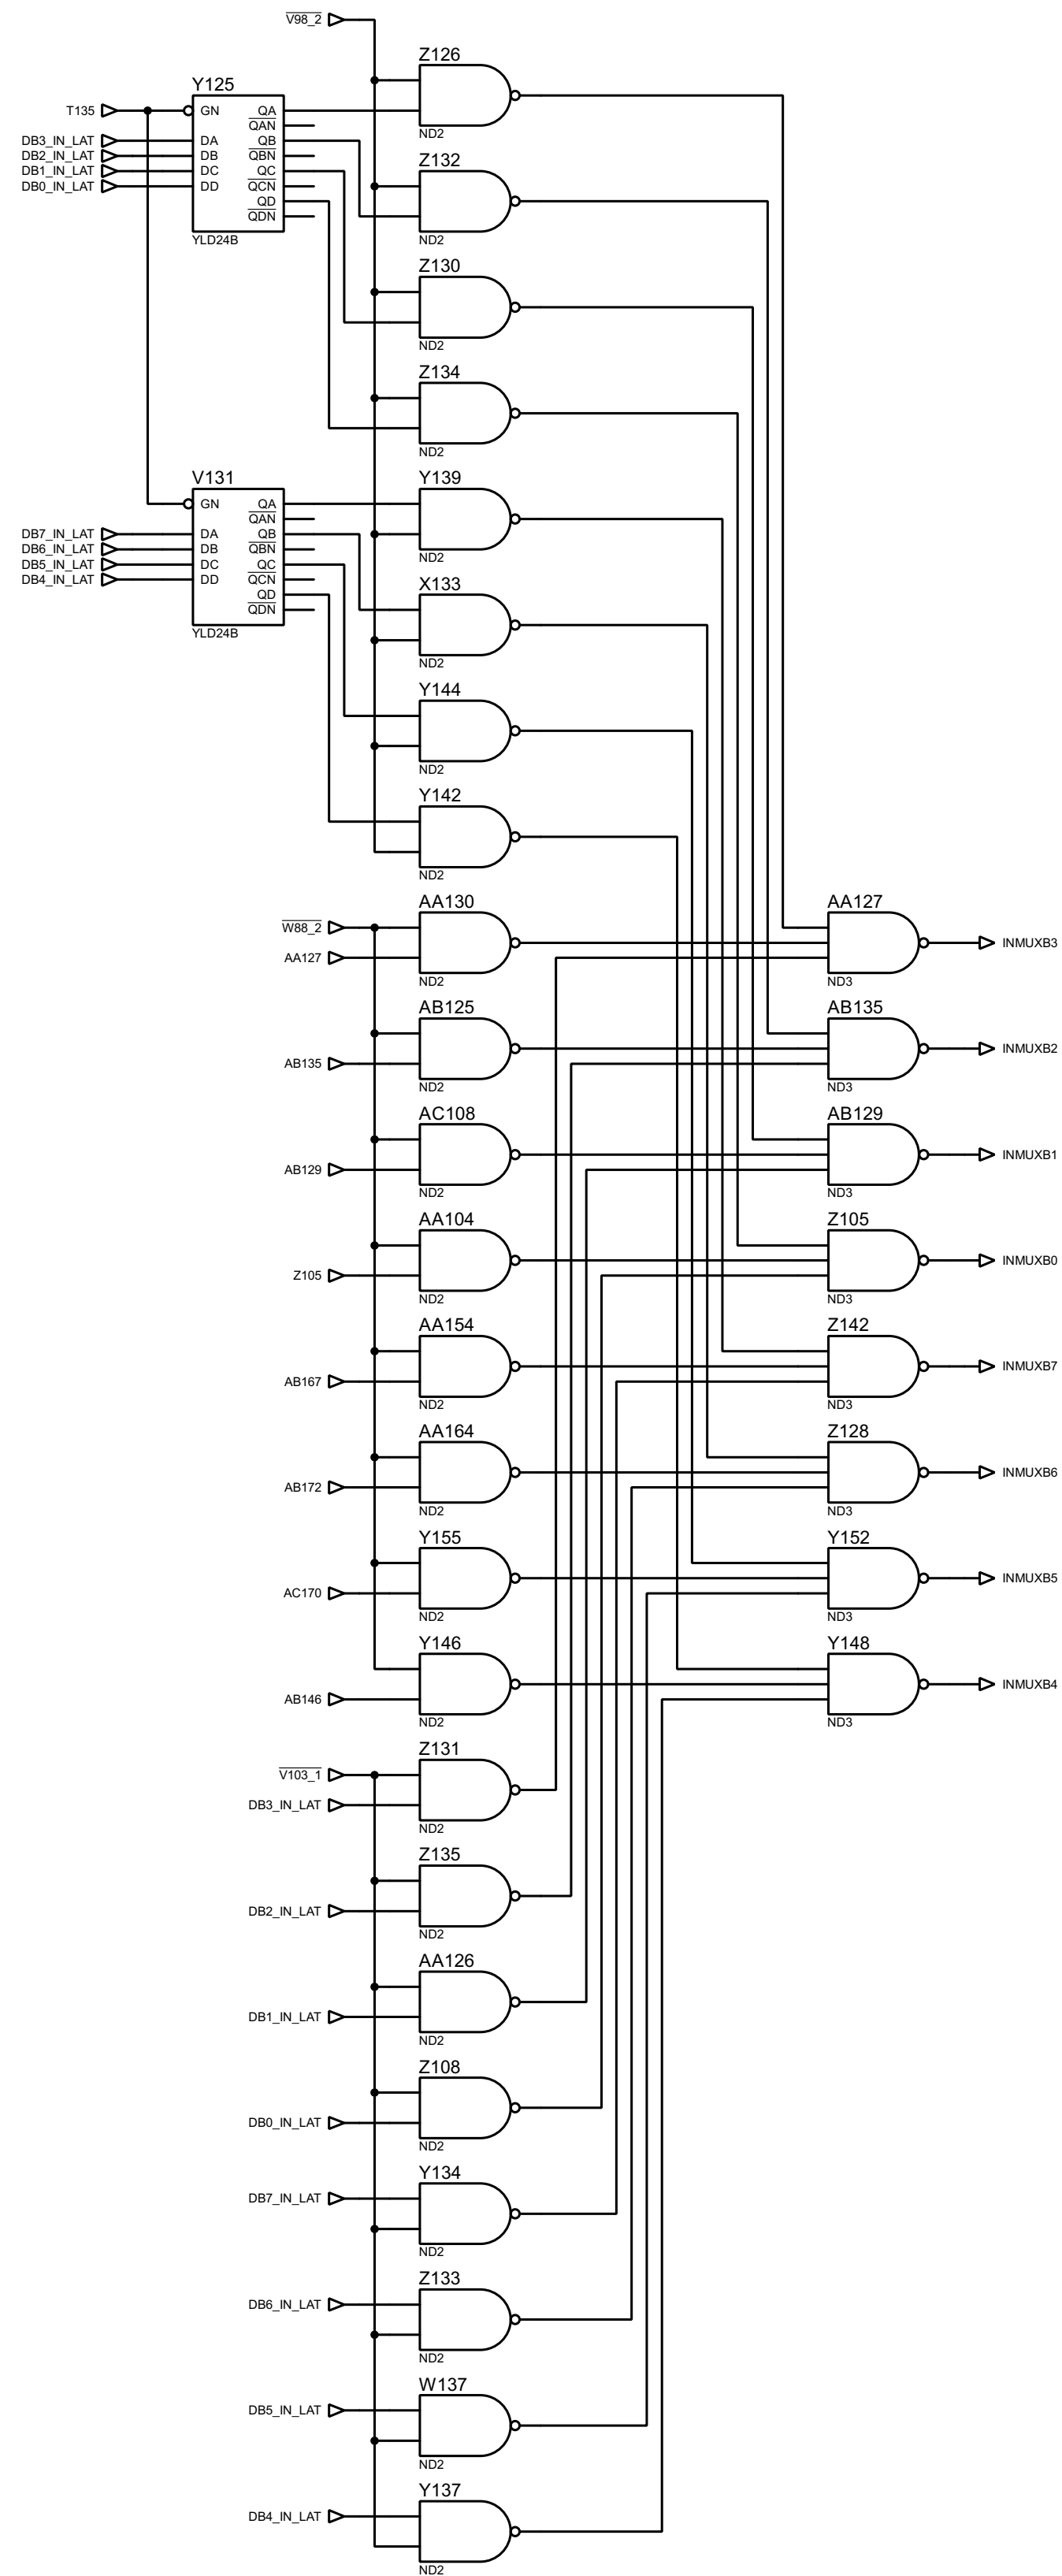 V98_2
Z126
ND2
Y125
T135
GN
QA
QAN
DB3_IN_LAT
DA
QB
DB2_IN_LAT
DB
QBN
DB1_IN_LAT
DC
QC
DB0_IN_LAT
DD
QCN
QD
QDN
YLD24B
Z132
ND2
Z130
ND2
Z134
ND2
V131
GN
QA
QAN
DB7_IN_LAT
DA
QB
DB6_IN_LAT
DB
QBN
DB5_IN_LAT
DC
QC
DB4_IN_LAT
DD
QCN
QD
QDN
YLD24B
Y139
ND2
X133
ND2
Y144
ND2
Y142
ND2
W88_2
AA127
AA130
ND2
AA127
ND3
INMUXB3
AB135
AB125
ND2
AB135
ND3
INMUXB2
AB129
AC108
ND2
AB129
ND3
INMUXB1
Z105
AA104
ND2
Z105
ND3
INMUXB0
AB167
AA154
ND2
Z142
ND3
INMUXB7
AB172
AA164
ND2
Z128
ND3
INMUXB6
AC170
Y155
ND2
Y152
ND3
INMUXB5
AB146
Y146
ND2
Y148
ND3
INMUXB4
V103_1
DB3_IN_LAT
Z131
ND2
DB2_IN_LAT
Z135
ND2
DB1_IN_LAT
AA126
ND2
DB0_IN_LAT
Z108
ND2
DB7_IN_LAT
Y134
ND2
DB6_IN_LAT
Z133
ND2
DB5_IN_LAT
W137
ND2
DB4_IN_LAT
Y137
ND2